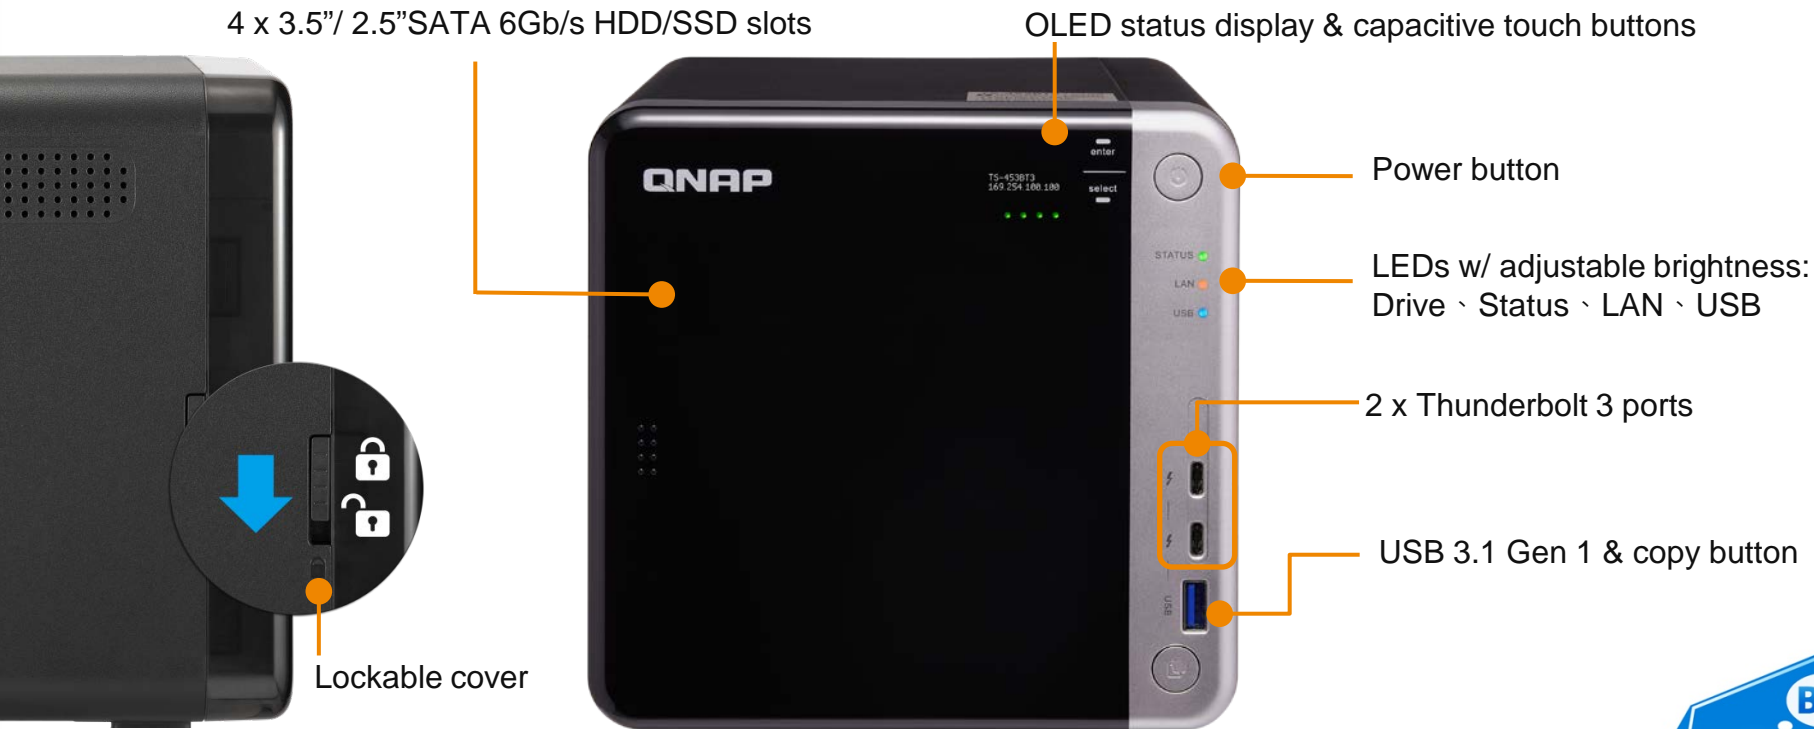 4 x 3.5”/ 2.5”SATA 6Gb/s HDD/SSD slots
OLED status display & capacitive touch buttons
enter
QNAP
TS-453BT3
169.254.100.100
select
Power button
STATUS
LAN
USB
LEDs w/ adjustable brightness:
Drive、Status、LAN、USB
2 x Thunderbolt 3 ports
USB 3.1 Gen 1 & copy button
USB
Lockable cover
B